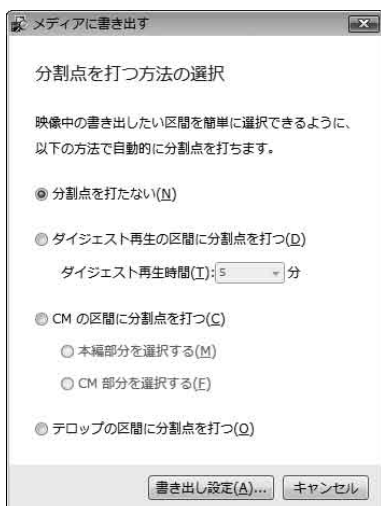 メディアに書き出す
分割点を打つ方法の選択
映像中の書き出したい区間を簡単に選択できるように、
以下の方法で自動的に分割点を打ちます。
分割点を打たない(N)
ダイジェスト再生の区間に分割点を打つ(D)
ダイジェスト再生時間(T): 5 分
CM の区間に分割点を打つ(C)
本編部分を選択する(M)
CM 部分を選択する(F)
テロップの区間に分割点を打つ(O)
書き出し設定(A)... キャンセル